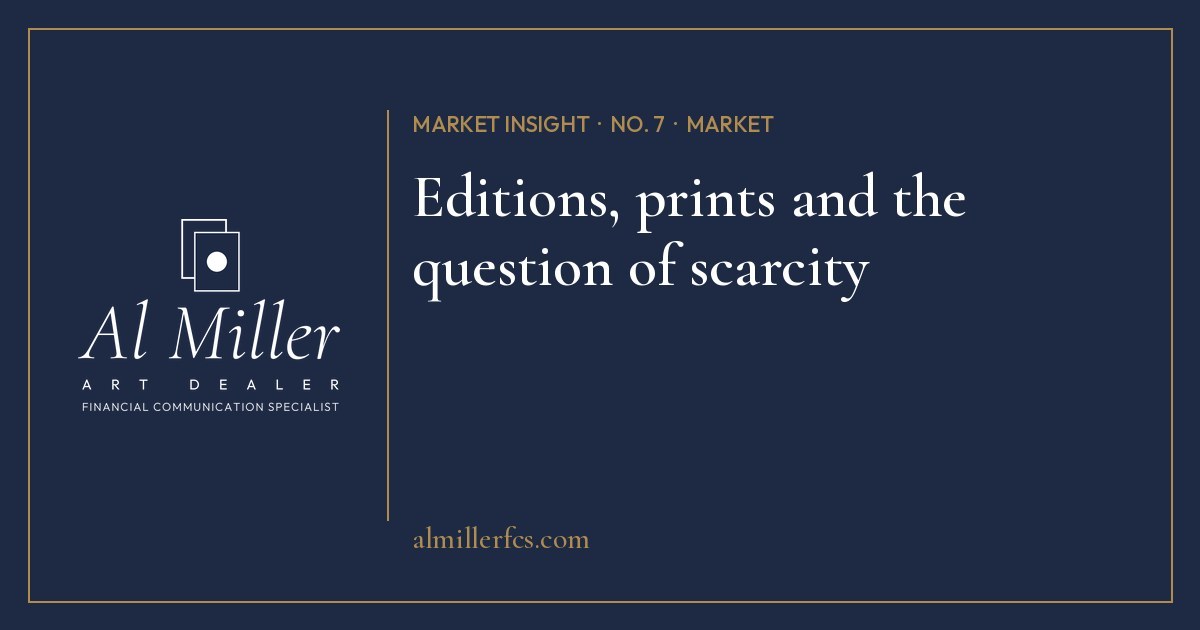 Al Miller
ART DEALER
FINANCIAL COMMUNICATION SPECIALIST
MARKET INSIGHT · NO. 7 · MARKET
Editions, prints and the
question of scarcity
almillerfcs.com